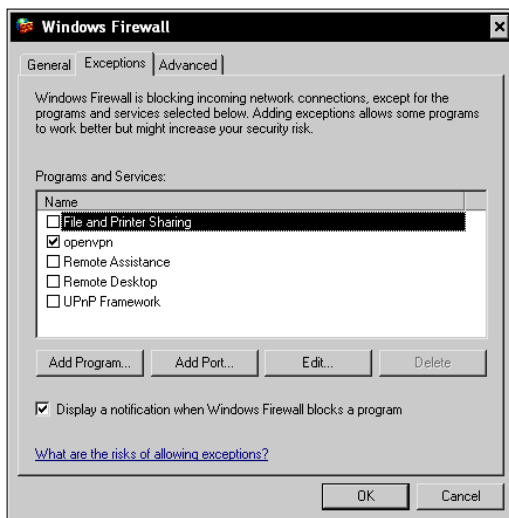 Windows Firewall
General Exceptions Advanced
Windows Firewall is blocking incoming network connections, except for the
programs and services selected below. Adding exceptions allows some programs
to work better but might increase your security risk.
Programs and Services:
Name
File and Printer Sharing
openvpn
Remote Assistance
Remote Desktop
UPnP Framework
Add Program... Add Port... Edit... Delete
Display a notification when Windows Firewall blocks a program
What are the risks of allowing exceptions?
OK Cancel